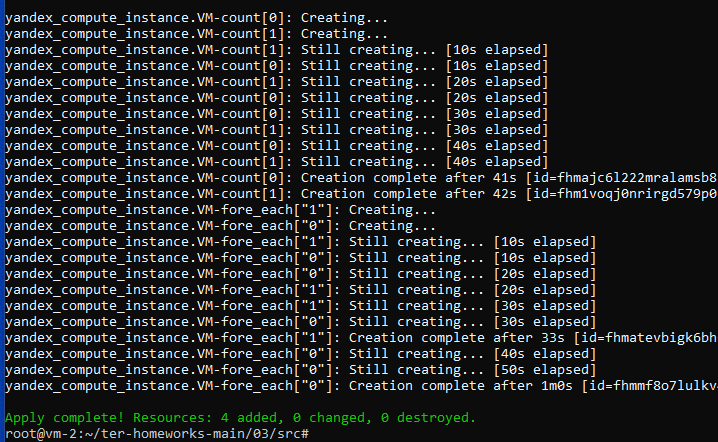 yandex_compute_instance.VM-count[0]: Creating...
yandex_compute_instance.VM-count[1]: Creating...
yandex_compute_instance.VM-count[1]: Still creating... [10s elapsed]
yandex_compute_instance.VM-count[0]: Still creating... [10s elapsed]
yandex_compute_instance.VM-count[1]: Still creating... [20s elapsed]
yandex_compute_instance.VM-count[0]: Still creating... [20s elapsed]
yandex_compute_instance.VM-count[0]: Still creating... [30s elapsed]
yandex_compute_instance.VM-count[1]: Still creating... [30s elapsed]
yandex_compute_instance.VM-count[0]: Still creating... [40s elapsed]
yandex_compute_instance.VM-count[1]: Still creating... [40s elapsed]
yandex_compute_instance.VM-count[0]: Creation complete after 41s [id=fhmajc6l222mralamsb8
yandex_compute_instance.VM-count[1]: Creation complete after 42s [id=fhm1voqj0nrirgd579p0
yandex_compute_instance.VM-fore_each["1"]: Creating...
yandex_compute_instance.VM-fore_each["0"]: Creating...
yandex_compute_instance.VM-fore_each["1"]: Still creating... [10s elapsed]
yandex_compute_instance.VM-fore_each["0"]: Still creating... [10s elapsed]
yandex_compute_instance.VM-fore_each["0"]: Still creating... [20s elapsed]
yandex_compute_instance.VM-fore_each["1"]: Still creating... [20s elapsed]
yandex_compute_instance.VM-fore_each["1"]: Still creating... [30s elapsed]
yandex_compute_instance.VM-fore_each["0"]: Still creating... [30s elapsed]
yandex_compute_instance.VM-fore_each["1"]: Creation complete after 33s [id=fhmatevbigk6bh
yandex_compute_instance.VM-fore_each["0"]: Still creating... [40s elapsed]
yandex_compute_instance.VM-fore_each["0"]: Still creating... [50s elapsed]
yandex_compute_instance.VM-fore_each["0"]: Creation complete after 1m0s [id=fhmmf8o7lulkv
Apply complete! Resources: 4 added, 0 changed, 0 destroyed.
root@vm-2:~/ter-homeworks-main/03/src#